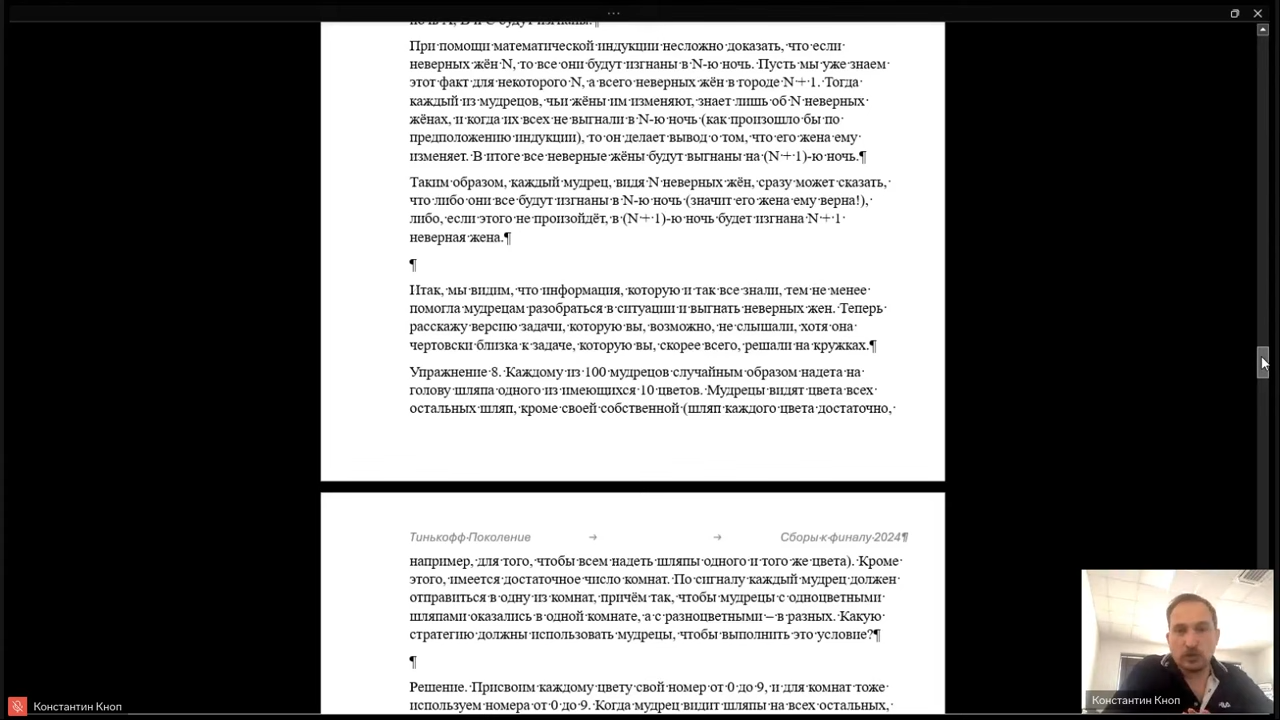 При помощи математической индукции несложно доказать, что если
неверных жён N, то все они будут изгнаны в N-ю ночь. Пусть мы уже знаем
этот факт для некоторого N, а всего неверных жён в городе N + 1. Тогда
каждый из мудрецов, чьи жёны им изменяют, знает лишь об N неверных
жёнах, и когда их всех не выгнали в N-ю ночь (как произошло бы по
предположению индукции), то он делает вывод о том, что его жена ему
изменяет. В итоге все неверные жёны будут выгнаны на (N + 1)-ю ночь.¶
Таким образом, каждый мудрец, видя N неверных жён, сразу может сказать,
что либо они все будут изгнаны в N-ю ночь (значит его жена ему верна!),
либо, если этого не произойдёт, в (N + 1)-ю ночь будет изгнана N + 1
неверная жена.¶
¶
Итак, мы видим, что информация, которую и так все знали, тем не менее
помогла мудрецам разобраться в ситуации и выгнать неверных жен. Теперь
расскажу версию задачи, которую вы, возможно, не слышали, хотя она
чертовски близка к задаче, которую вы, скорее всего, решали на кружках.¶
Упражнение 8. Каждому из 100 мудрецов случайным образом надета на
голову шляпа одного из имеющихся 10 цветов. Мудрецы видят цвета всех
остальных шляп, кроме своей собственной (шляп каждого цвета достаточно,
Тинькофф Поколение → → Сборы к финалу 2024¶
например, для того, чтобы всем надеть шляпы одного и того же цвета). Кроме
этого, имеется достаточное число комнат. По сигналу каждый мудрец должен
отправиться в одну из комнат, причём так, чтобы мудрецы с одноцветными
шляпами оказались в одной комнате, а с разноцветными – в разных. Какую
стратегию должны использовать мудрецы, чтобы выполнить это условие?¶
¶
Решение. Присвоим каждому цвету свой номер от 0 до 9, и для комнат тоже
используем номера от 0 до 9. Когда мудрец видит шляпы на всех остальных,
Константин Кноп
Константин Кноп